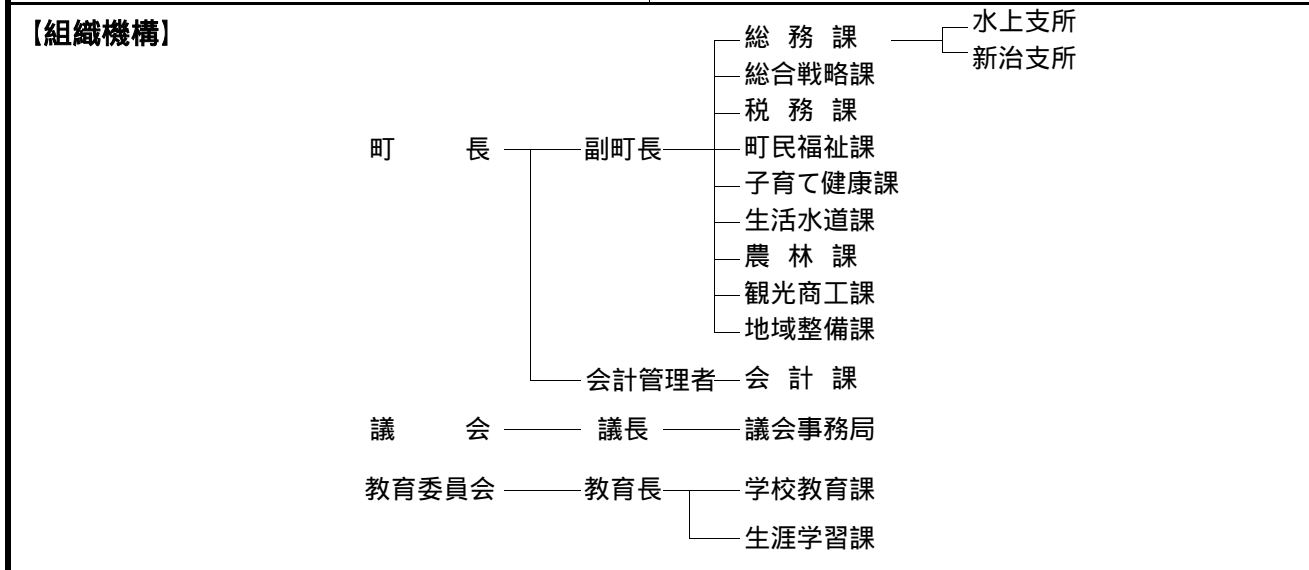 【組織機構】
総務課 水上支所
新治支所
総合戦略課
税務課
町長 副町長 町民福祉課
子育て健康課
生活水道課
農林課
観光商工課
地域整備課
会計管理者 会計課
議会 議長 議会事務局
教育委員会 教育長 学校教育課
生涯学習課